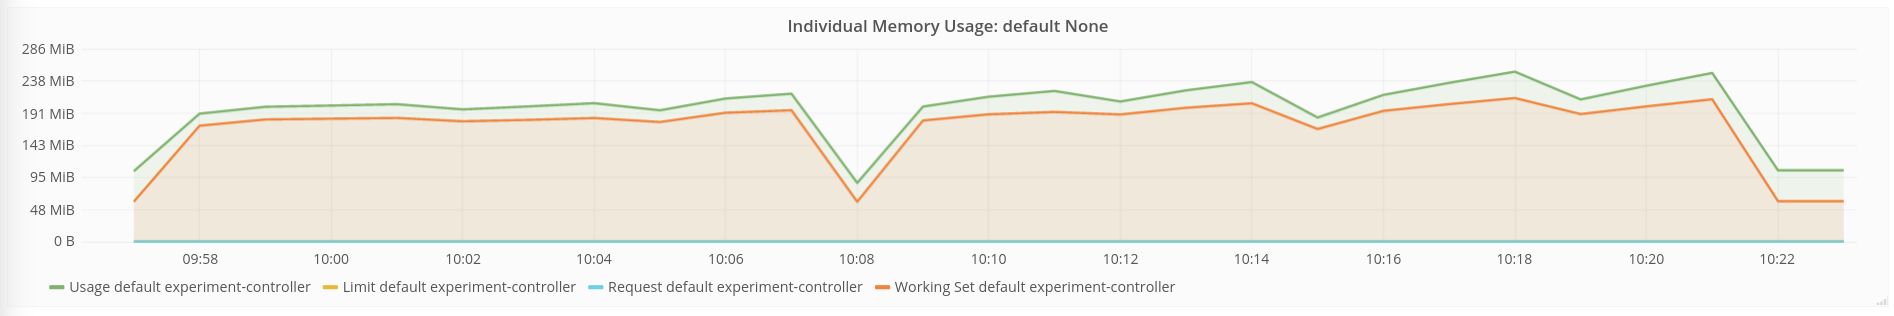 Individual Memory Usage: default None
286 MiB
238 MiB
191 MiB
143 MiB
95 MiB
48 MiB
0 B
09:58 10:00 10:02 10:04 10:06 10:08 10:10 10:12 10:14 10:16 10:18 10:20 10:22
Usage default experiment-controller Limit default experiment-controller Request default experiment-controller Working Set default experiment-controller